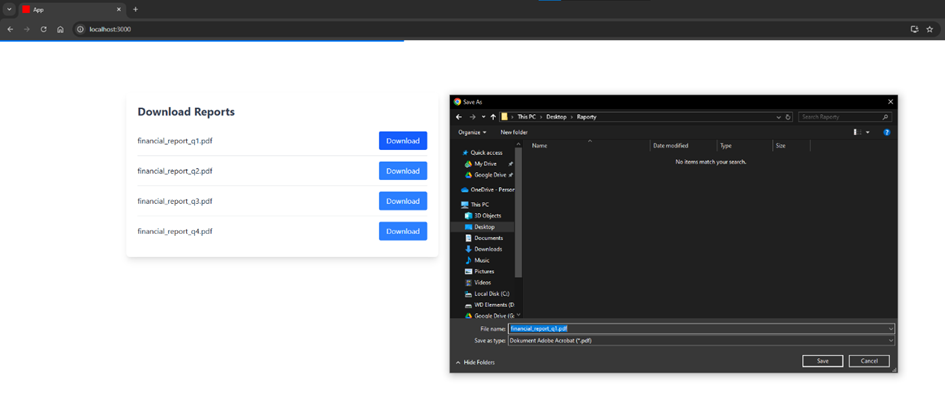 App
localhost:3000
Download Reports
financial_report_q1.pdf Download
financial_report_q2.pdf Download
financial_report_q3.pdf Download
financial_report_q4.pdf Download
Save As
This PC > Desktop > Raporty
Search Raporty
Organize New folder
Name Date modified Type Size
No items match your search.
Quick access
My Drive
Google Drive
OneDrive - Person
This PC
3D Objects
Desktop
Documents
Downloads
Music
Pictures
Videos
Local Disk (C:)
WD Elements (D
Google Drive (G
File name: financial_report_q1.pdf
Save as type: Dokument Adobe Acrobat (*.pdf)
Hide Folders Save Cancel